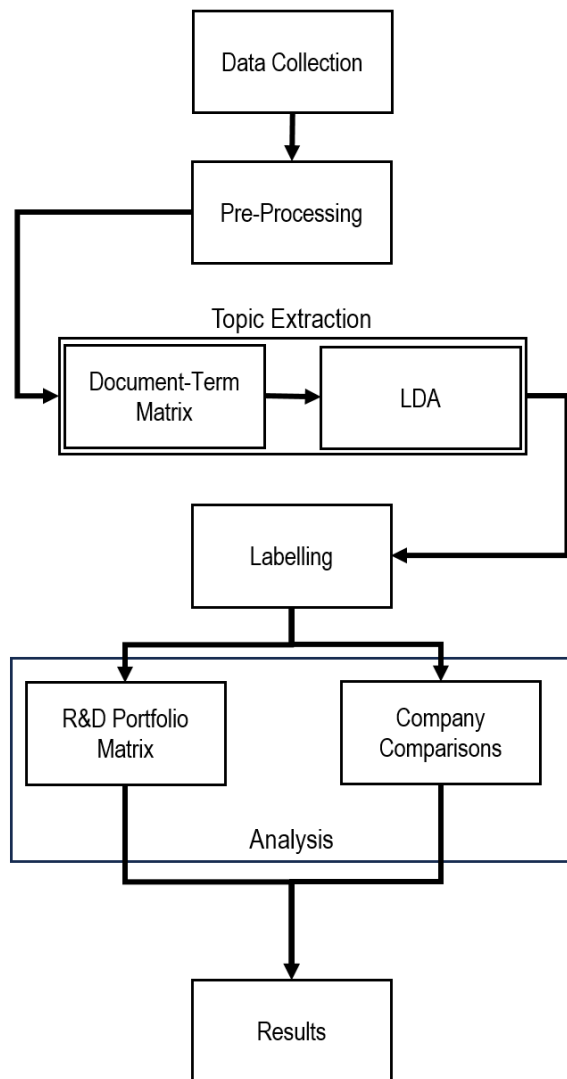 Data Collection
Pre-Processing
Topic Extraction
Document-Term
Matrix
LDA
Labelling
R&D Portfolio
Matrix
Company
Comparisons
Analysis
Results